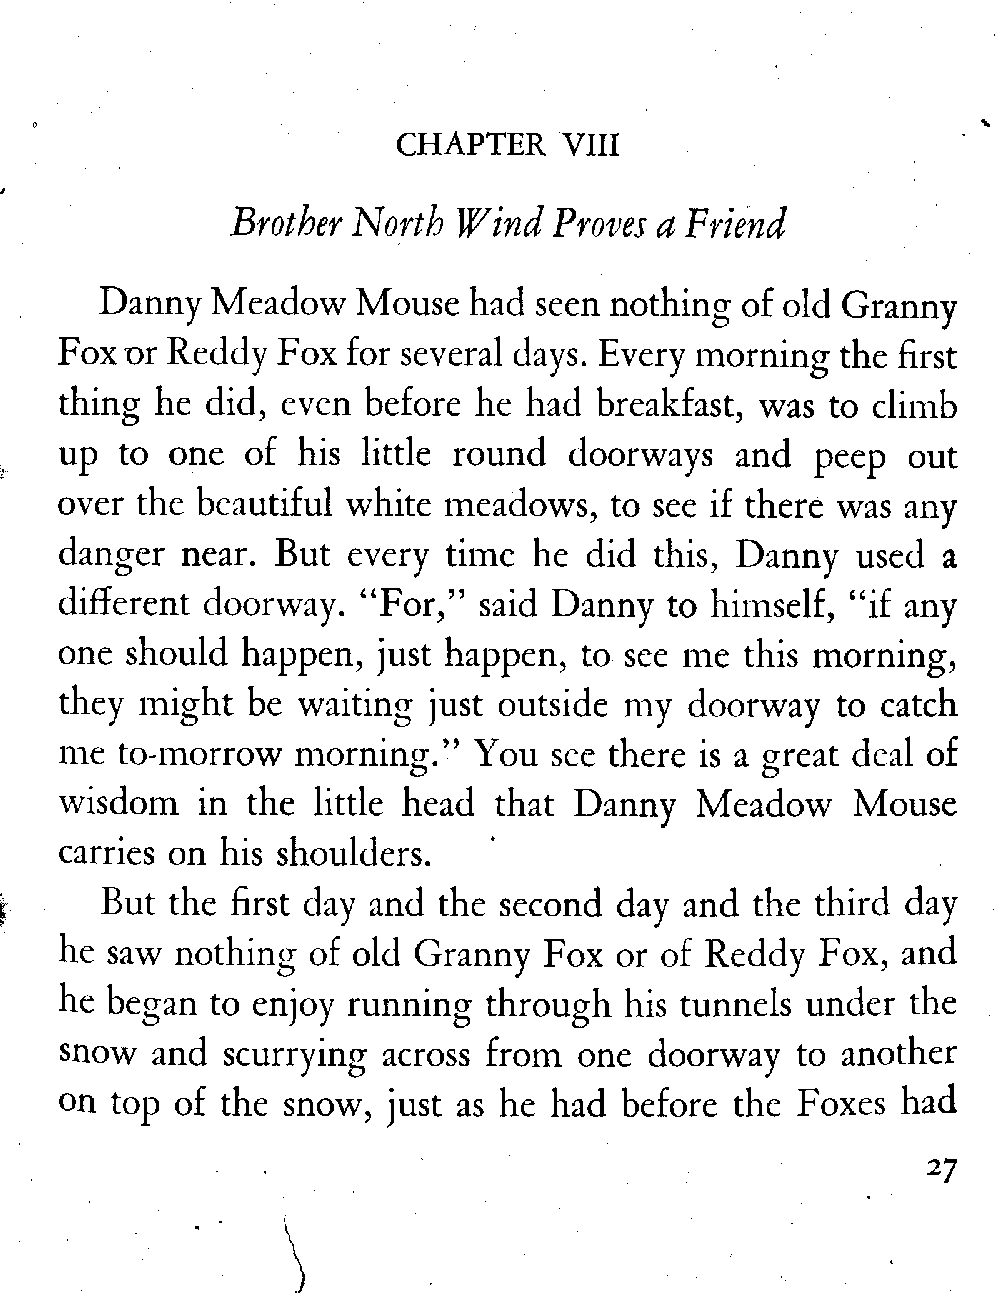 CHAPTER VIII
Brother North Wind Proves a Friend
Danny Meadow Mouse had seen nothing of old Granny
Fox or Reddy Fox for several days. Every morning the first
thing he did, even before he had breakfast, was to climb
up to one of his little round doorways and peep out
over the beautiful white meadows, to see if there was any
danger near. But every time he did this, Danny used a
different doorway. “For,” said Danny to himself, “if any
one should happen, just happen, to see me this morning,
they might be waiting just outside my doorway to catch
me to-morrow morning.” You see there is a great deal of
wisdom in the little head that Danny Meadow Mouse
carries on his shoulders.
But the first day and the second day and the third day
he saw nothing of old Granny Fox or of Reddy Fox, and
he began to enjoy running through his tunnels under the
snow and scurrying across from one doorway to another
on top of the snow, just as he had before the Foxes had
27